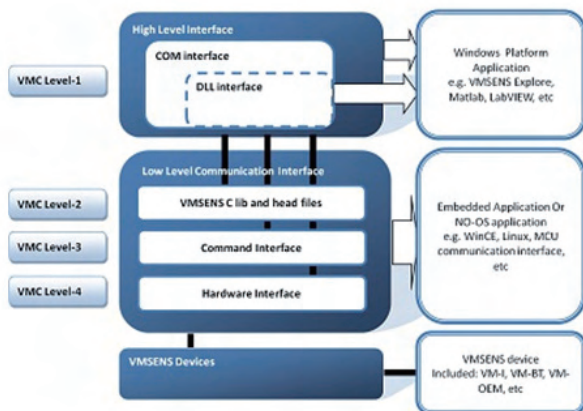 High Level Interface
COM interface
DLL interface
VMC Level-1
Windows Platform
Application
e.g. VMSENS Explore,
Matlab, LabVIEW, etc
Low Level Communication Interface
VMC Level-2
VMSENS C lib and head files
VMC Level-3
Command Interface
VMC Level-4
Hardware Interface
Embedded Application Or
NO-OS application
e.g. WinCE, Linux, MCU
communication interface,
etc
VMSENS Devices
VMSENS device
Included: VM-I, VM-BT, VM-
OEM, etc